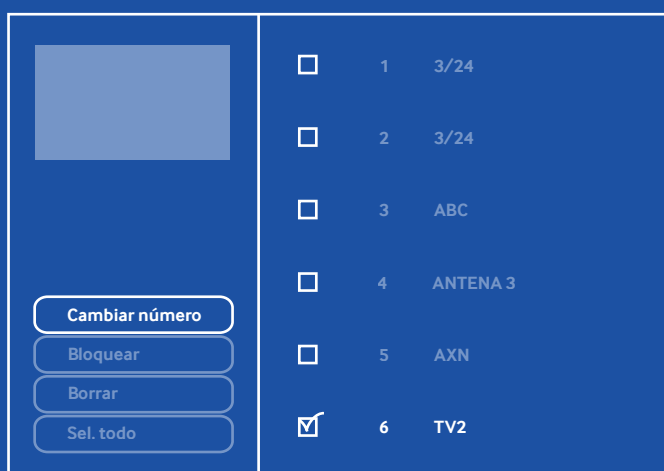 1 3/24
2 3/24
3 ABC
4 ANTENA 3
5 AXN
6 TV2
Cambiar número
Bloquear
Borrar
Sel. todo